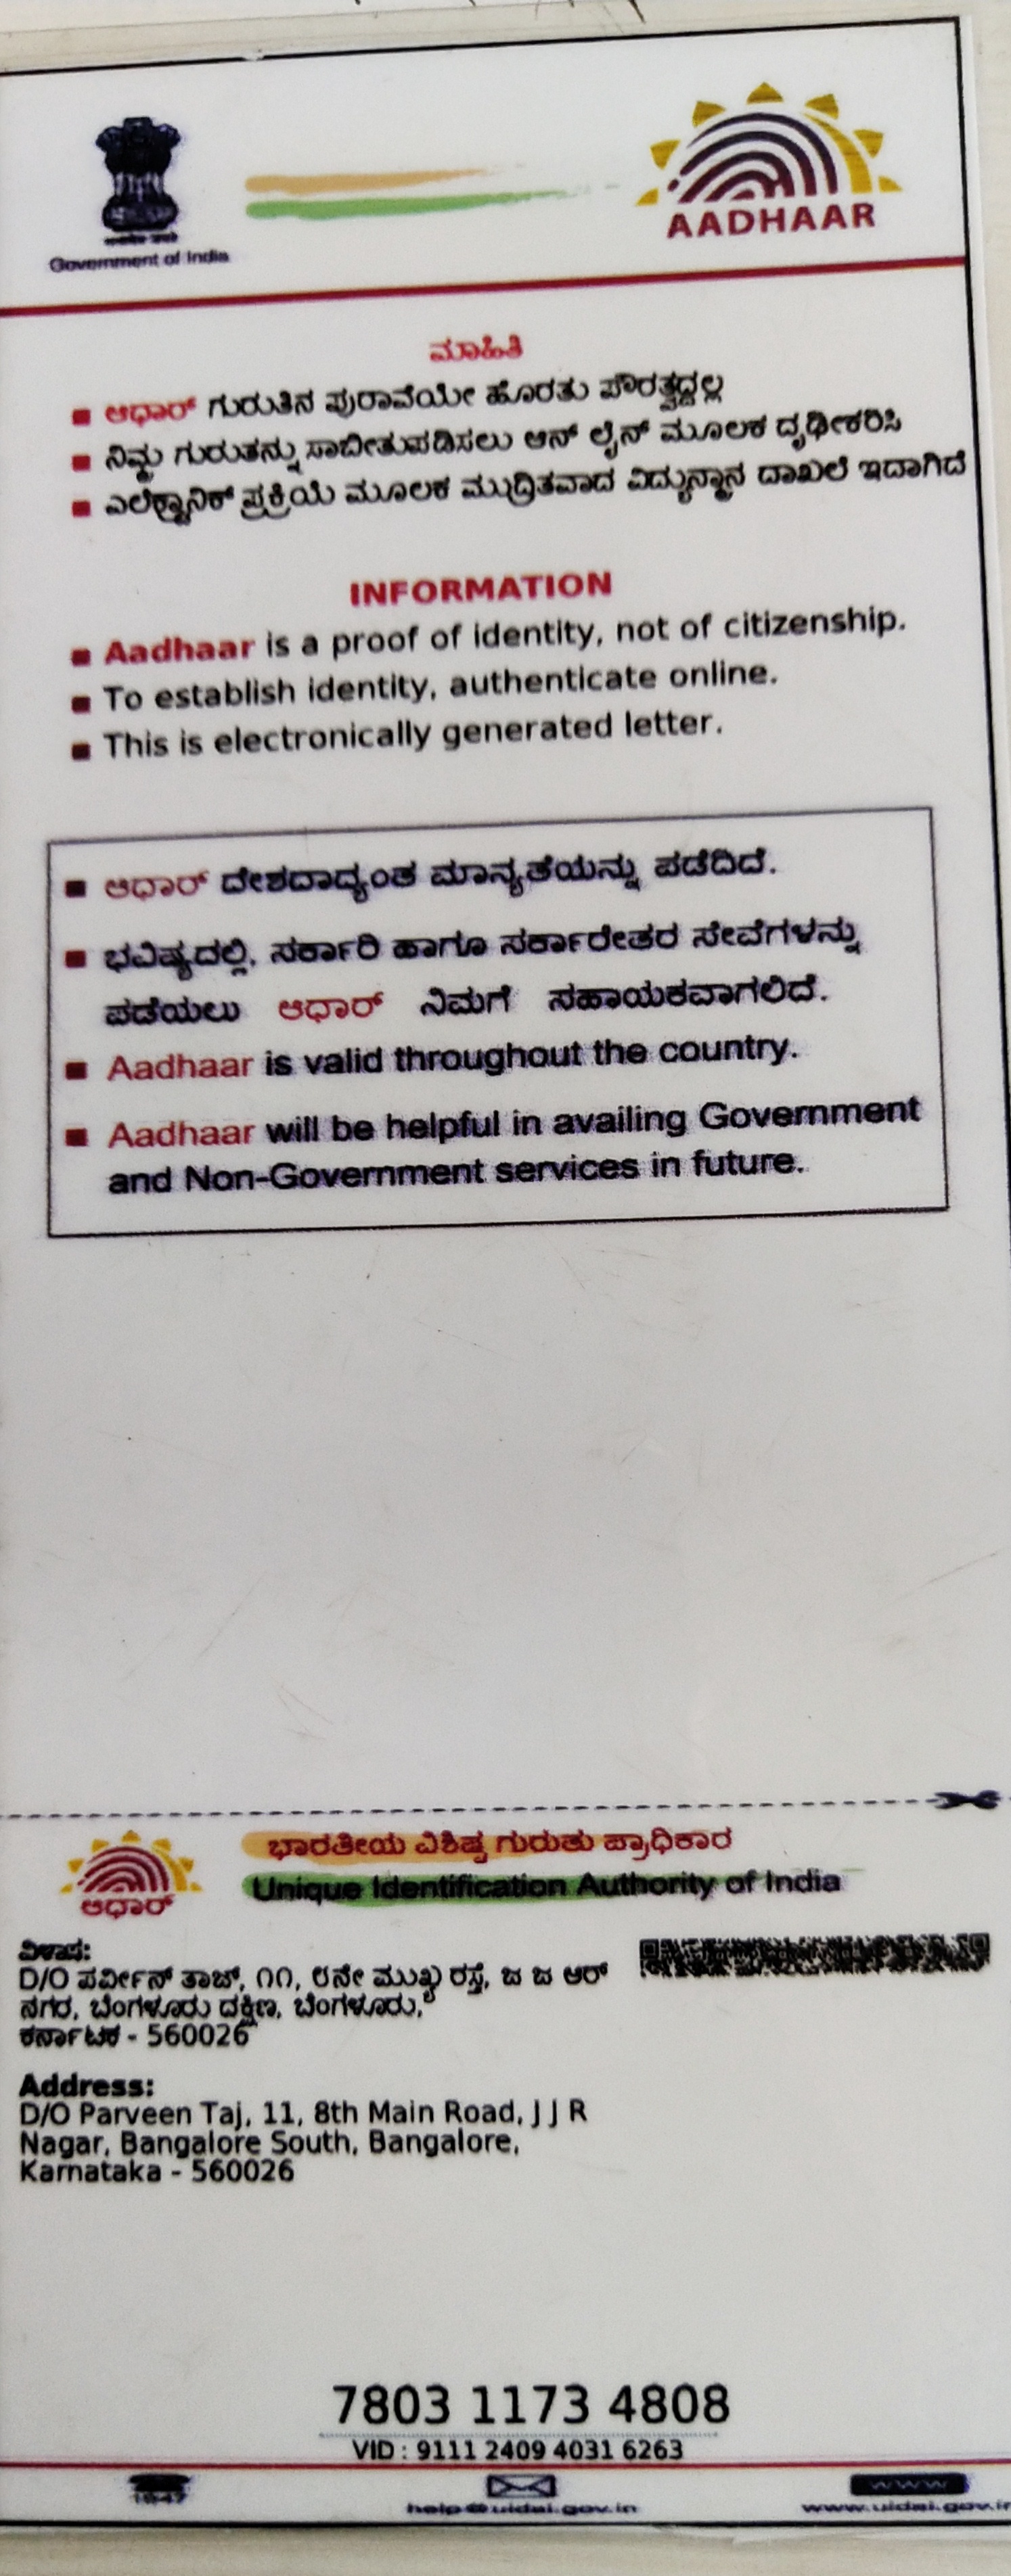 Government of India
AADHAAR
ಮಾಹಿತಿ
ಆಧಾರ್ ಗುರುತಿನ ಪುರಾವೆಯೇ ಹೊರತು ಪೌರತ್ವದ್ದಲ್ಲ
ನಿಮ್ಮ ಗುರುತನ್ನು ಸಾಬೀತುಪಡಿಸಲು ಆನ್ ಲೈನ್ ಮೂಲಕ ದೃಢೀಕರಿಸಿ
ಎಲೆಕ್ಟ್ರಾನಿಕ್ ಪ್ರಕ್ರಿಯೆ ಮೂಲಕ ಮುದ್ರಿತವಾದ ವಿದ್ಯುನ್ಮಾನ ದಾಖಲೆ ಇದಾಗಿದೆ
INFORMATION
Aadhaar is a proof of identity, not of citizenship.
To establish identity, authenticate online.
This is electronically generated letter.
ಆಧಾರ್ ದೇಶದಾದ್ಯಂತ ಮಾನ್ಯತೆಯನ್ನು ಪಡೆದಿದೆ.
ಭವಿಷ್ಯದಲ್ಲಿ, ಸರ್ಕಾರಿ ಹಾಗೂ ಸರ್ಕಾರೇತರ ಸೇವೆಗಳನ್ನು
ಪಡೆಯಲು ಆಧಾರ್ ನಿಮಗೆ ಸಹಾಯಕವಾಗಲಿದೆ.
Aadhaar is valid throughout the country.
Aadhaar will be helpful in availing Government
and Non-Government services in future.
ಆಧಾರ್
ಭಾರತೀಯ ವಿಶಿಷ್ಟ ಗುರುತು ಪ್ರಾಧಿಕಾರ
Unique Identification Authority of India
ವಿಳಾಸ:
D/O ಪರ್ವೀನ್ ತಾಜ್, ೧೧, ೮ನೇ ಮುಖ್ಯ ರಸ್ತೆ, ಜ ಜ ಆರ್
ನಗರ, ಬೆಂಗಳೂರು ದಕ್ಷಿಣ, ಬೆಂಗಳೂರು,
ಕರ್ನಾಟಕ - 560026
Address:
D/O Parveen Taj, 11, 8th Main Road, J J R
Nagar, Bangalore South, Bangalore,
Karnataka - 560026
7803 1173 4808
VID : 9111 2409 4031 6263
1947
help@uidai.gov.in
www
www.uidai.gov.in